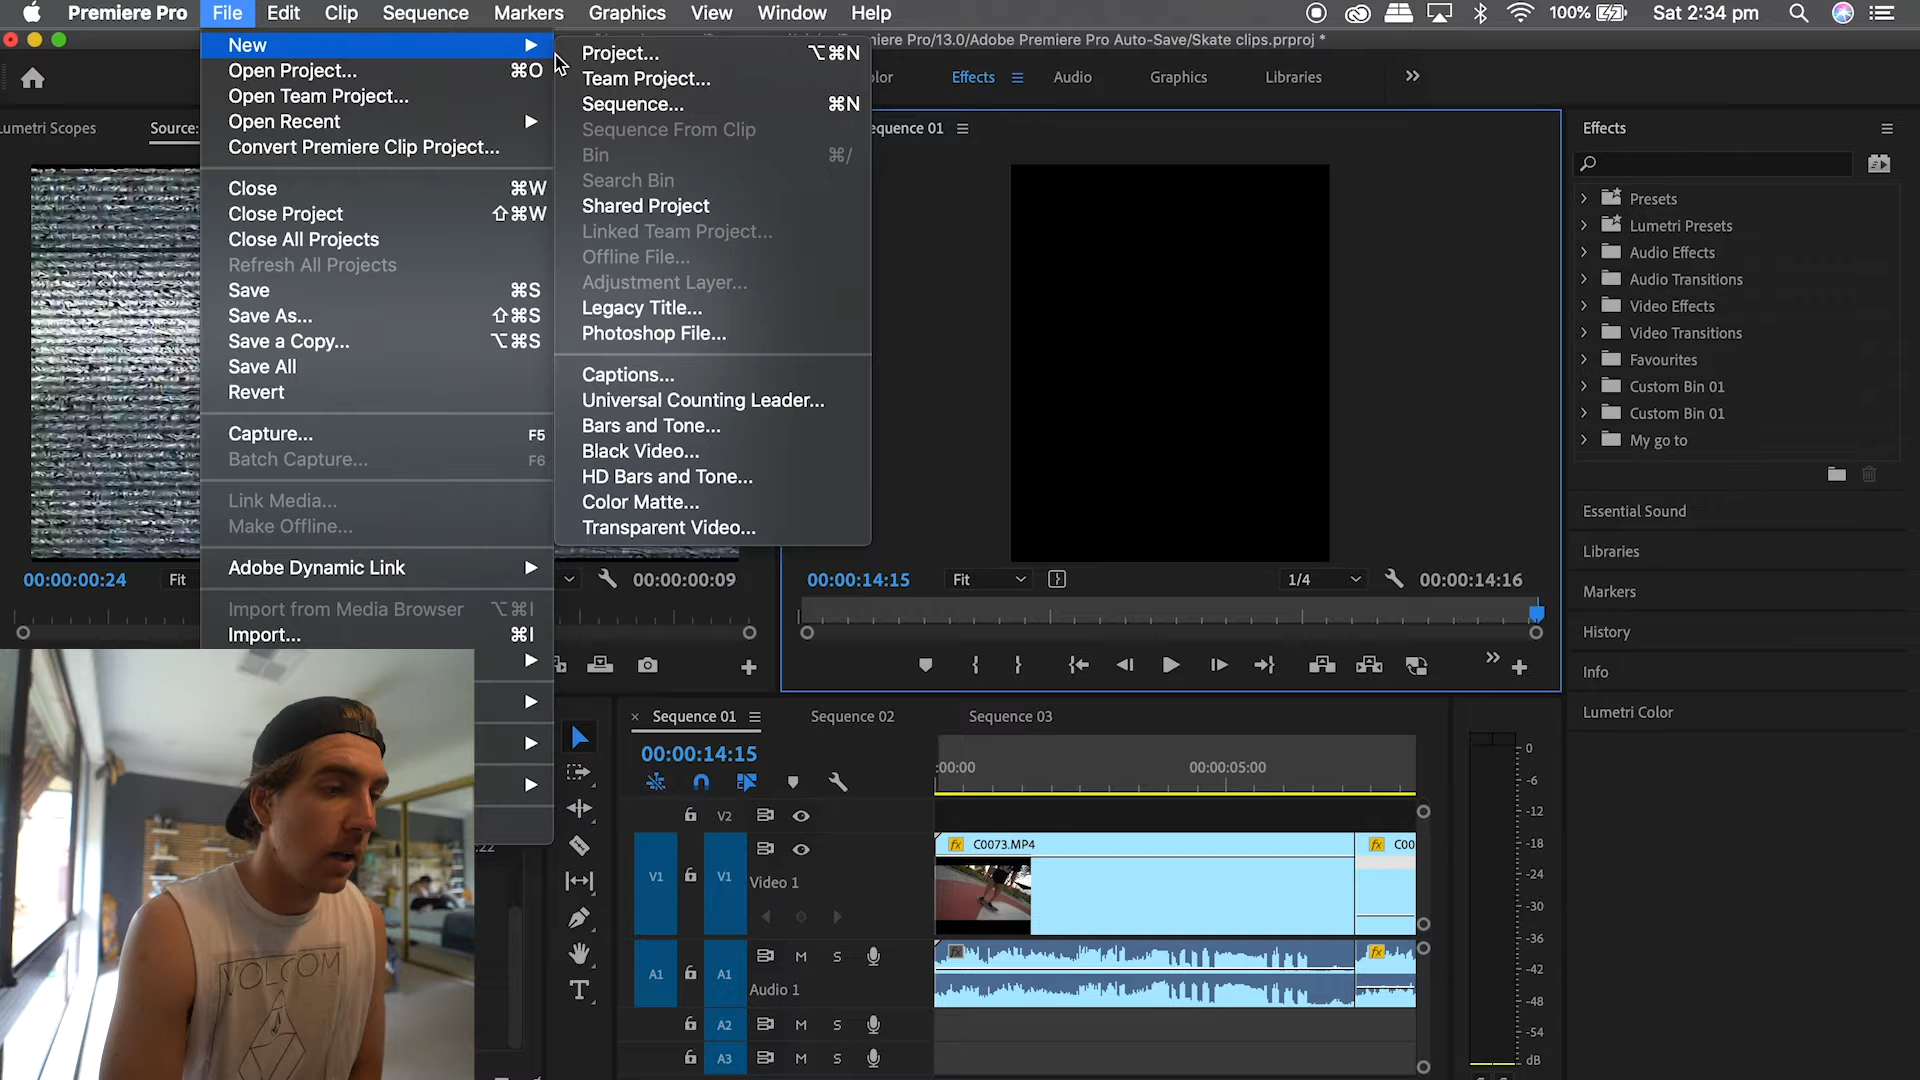 Premiere Pro File Edit Clip Sequence Markers Graphics View Window Help 100% Sat 2:34 pm
iere Pro/13.0/Adobe Premiere Pro Auto-Save/Skate clips.prproj *
New
Open Project... ⌘O
Open Team Project...
Open Recent
Convert Premiere Clip Project...
Close ⌘W
Close Project ⇧⌘W
Close All Projects
Refresh All Projects
Save ⌘S
Save As... ⇧⌘S
Save a Copy... ⌥⌘S
Save All
Revert
Capture... F5
Batch Capture... F6
Link Media...
Make Offline...
Adobe Dynamic Link
Import from Media Browser ⌥⌘I
Import... ⌘I
Project... ⌥⌘N
Team Project...
Sequence... ⌘N
Sequence From Clip
Bin ⌘/
Search Bin
Shared Project
Linked Team Project...
Offline File...
Adjustment Layer...
Legacy Title...
Photoshop File...
Captions...
Universal Counting Leader...
Bars and Tone...
Black Video...
HD Bars and Tone...
Color Matte...
Transparent Video...
olor Effects Audio Graphics Libraries
umetri Scopes Source:
equence 01
00:00:00:24 Fit 00:00:00:09
00:00:14:15 Fit 1/4 00:00:14:16
Effects
Presets
Lumetri Presets
Audio Effects
Audio Transitions
Video Effects
Video Transitions
Favourites
Custom Bin 01
Custom Bin 01
My go to
Essential Sound
Libraries
Markers
History
Info
Lumetri Color
:22
Sequence 01 Sequence 02 Sequence 03
00:00:14:15
:00:00 00:00:05:00
V2
C0073.MP4 C00
V1 V1 Video 1
A1 A1 M S
Audio 1
A2 M S
A3 M S
0
-6
-12
-18
-24
-30
-36
-42
-48
-54
dB
VOLCOM